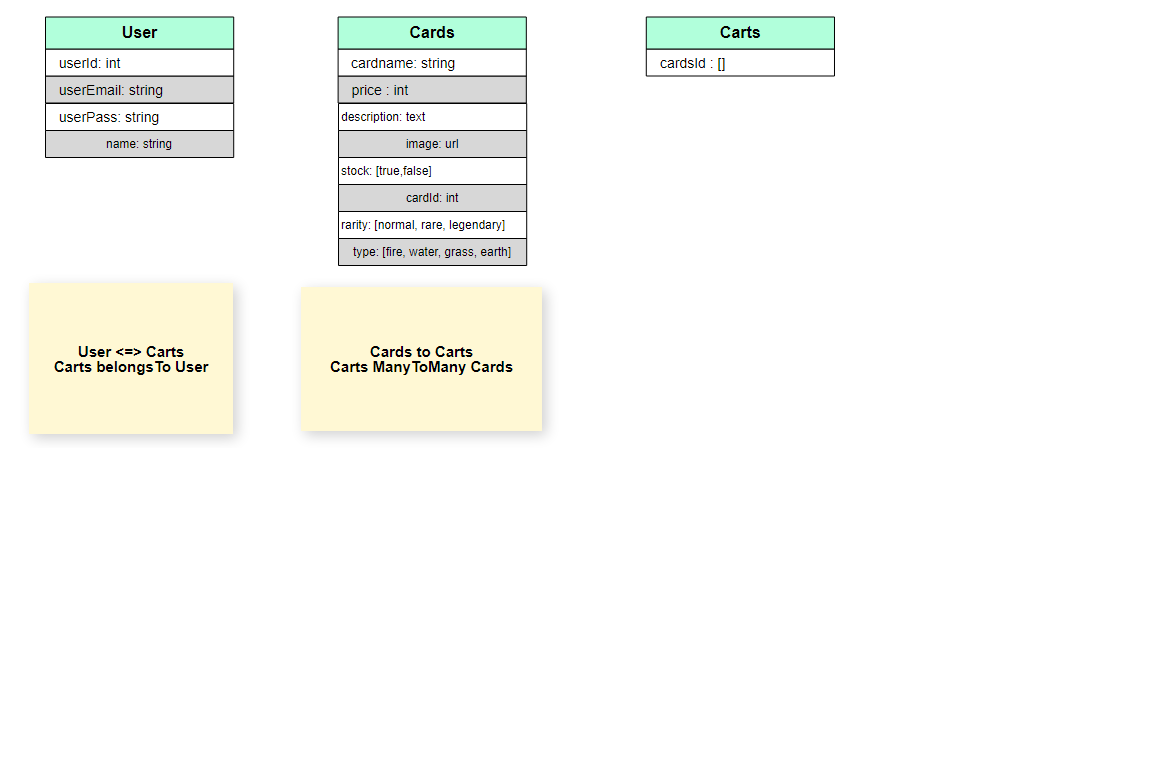 User
userId: int
userEmail: string
userPass: string
name: string
Cards
cardname: string
price : int
description: text
image: url
stock: [true,false]
cardId: int
rarity: [normal, rare, legendary]
type: [fire, water, grass, earth]
Carts
cardsId : []
User <=> Carts
Carts belongsTo User
Cards to Carts
Carts ManyToMany Cards